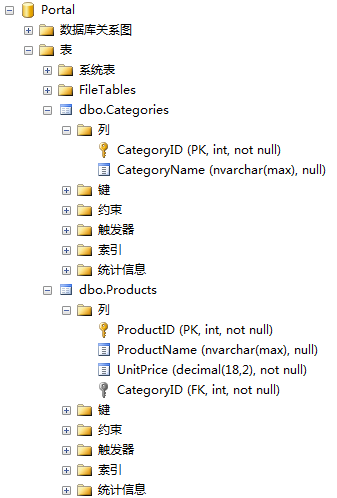 Portal
数据库关系图
表
系统表
FileTables
dbo.Categories
列
CategoryID (PK, int, not null)
CategoryName (nvarchar(max), null)
键
约束
触发器
索引
统计信息
dbo.Products
列
ProductID (PK, int, not null)
ProductName (nvarchar(max), null)
UnitPrice (decimal(18,2), not null)
CategoryID (FK, int, not null)
键
约束
触发器
索引
统计信息